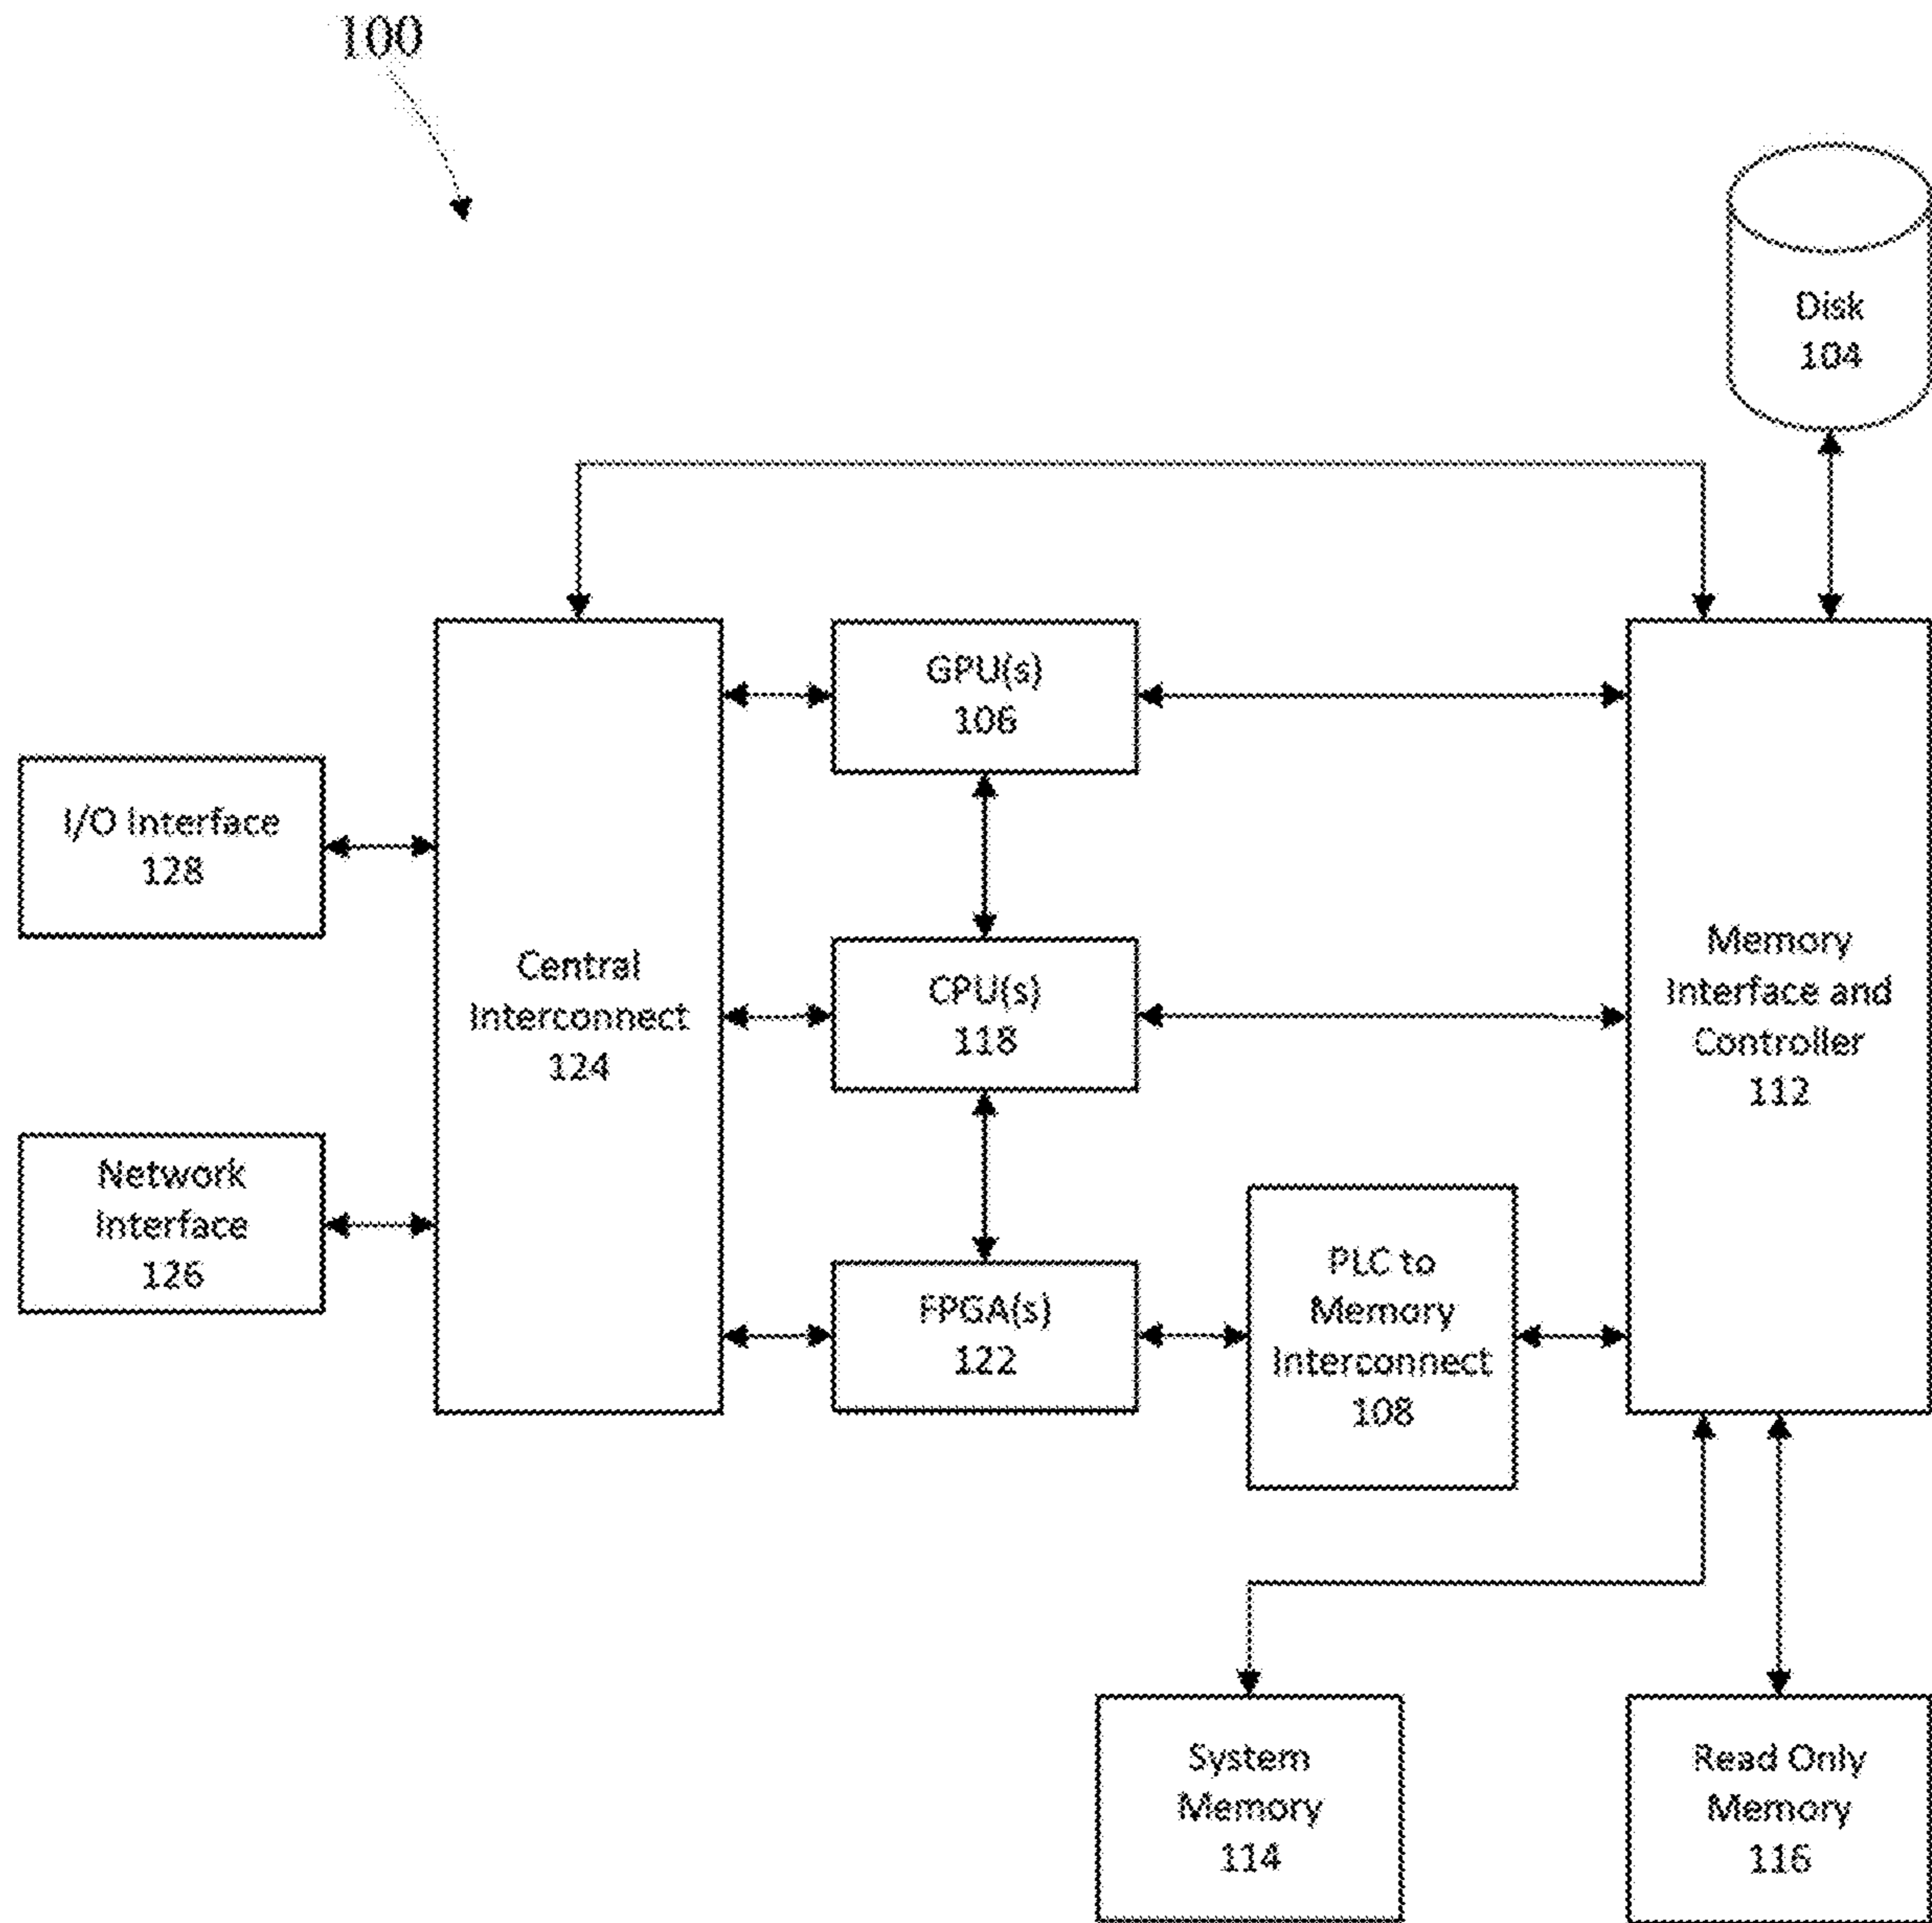 100
Disk
104
GPU(s)
106
I/O Interface
128
Central
Interconnect
124
CPU(s)
118
Memory
Interface and
Controller
112
Network
Interface
126
FPGA(s)
122
PLC to
Memory
Interconnect
108
System
Memory
114
Read Only
Memory
116